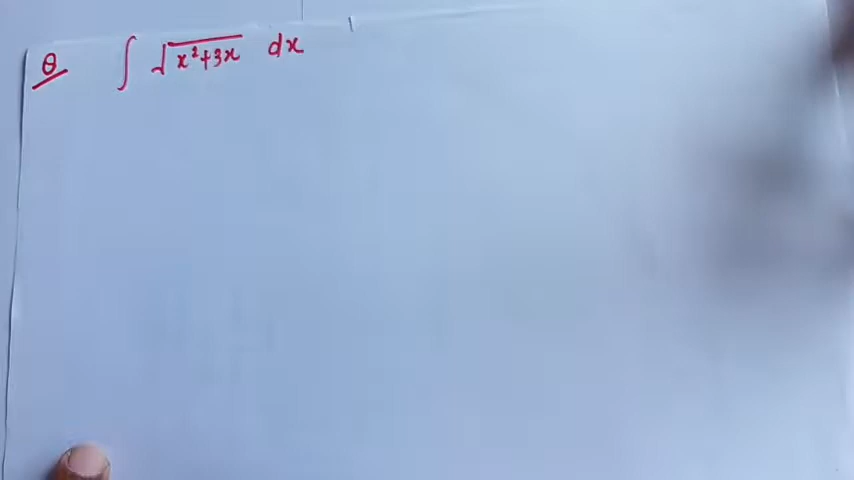 Q ∫ √x²+3x dx